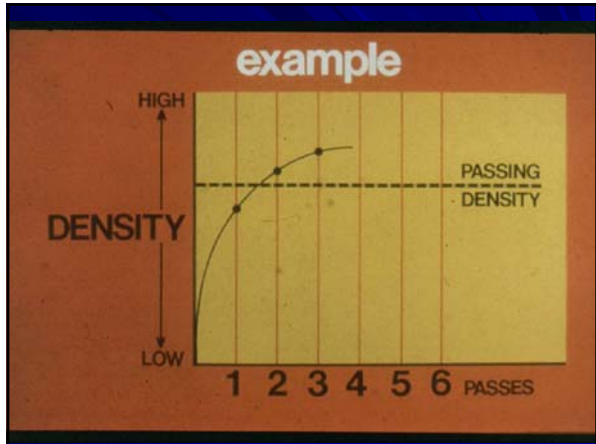 example
HIGH
PASSING
DENSITY
DENSITY
LOW
1 2 3 4 5 6 PASSES